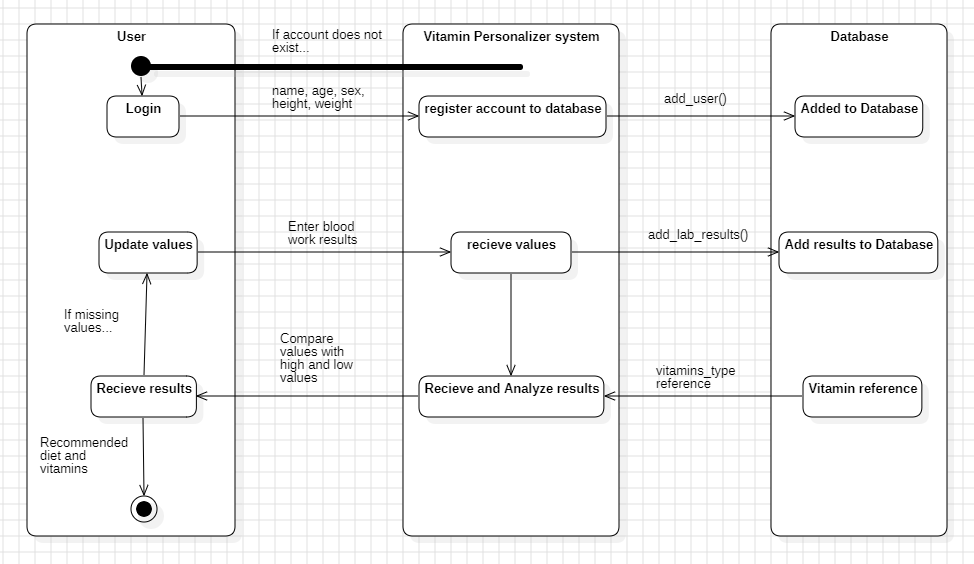 User
If account does not
exist...
Vitamin Personalizer system
Database
name, age, sex,
height, weight
Login
register account to database
add_user()
Added to Database
Update values
Enter blood
work results
recieve values
add_lab_results()
Add results to Database
If missing
values...
Compare
values with
high and low
values
Recieve results
Recieve and Analyze results
vitamins_type
reference
Vitamin reference
Recommended
diet and
vitamins